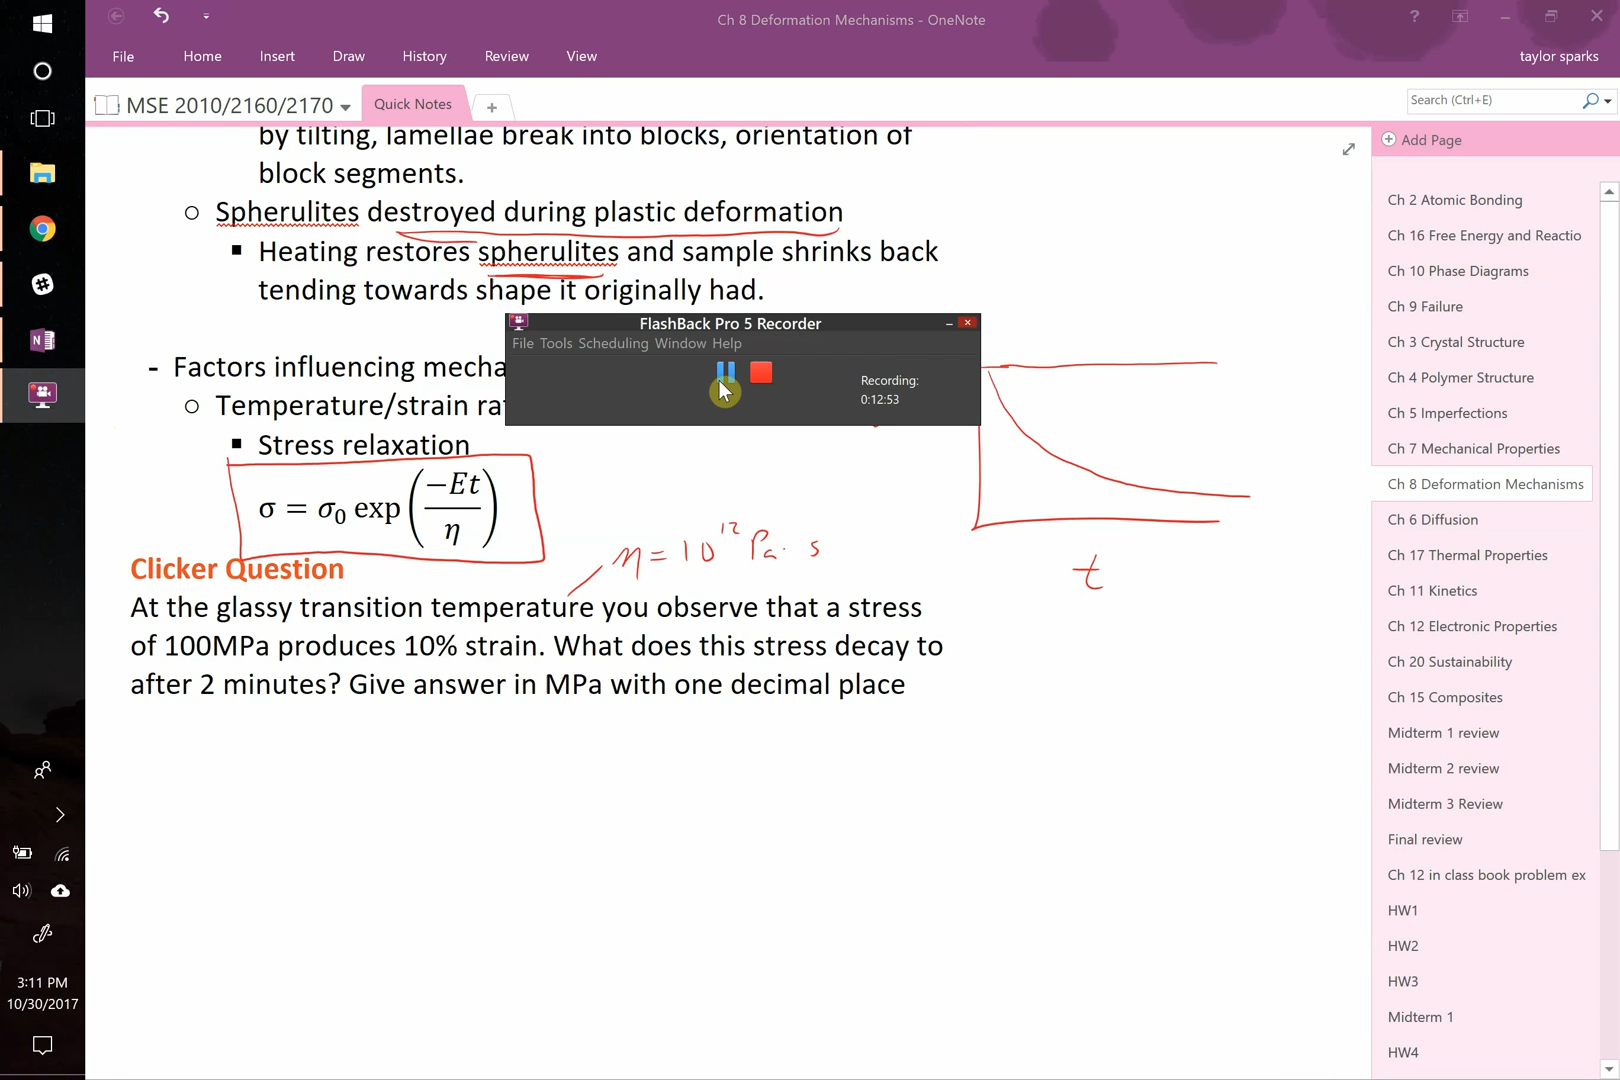 Ch 8 Deformation Mechanisms - OneNote
?
File Home Insert Draw History Review View
taylor sparks
MSE 2010/2160/2170
Quick Notes
+
Search (Ctrl+E)
Add Page
by tilting, lamellae break into blocks, orientation of
block segments.
○ Spherulites destroyed during plastic deformation
▪ Heating restores spherulites and sample shrinks back
tending towards shape it originally had.
- Factors influencing mecha
○ Temperature/strain ra
▪ Stress relaxation
σ = σ₀ exp(−Et/η)
η = 10¹² Pa· s
t
Clicker Question
At the glassy transition temperature you observe that a stress
of 100MPa produces 10% strain. What does this stress decay to
after 2 minutes? Give answer in MPa with one decimal place
FlashBack Pro 5 Recorder
File Tools Scheduling Window Help
Recording:
0:12:53
Ch 2 Atomic Bonding
Ch 16 Free Energy and Reactio
Ch 10 Phase Diagrams
Ch 9 Failure
Ch 3 Crystal Structure
Ch 4 Polymer Structure
Ch 5 Imperfections
Ch 7 Mechanical Properties
Ch 8 Deformation Mechanisms
Ch 6 Diffusion
Ch 17 Thermal Properties
Ch 11 Kinetics
Ch 12 Electronic Properties
Ch 20 Sustainability
Ch 15 Composites
Midterm 1 review
Midterm 2 review
Midterm 3 Review
Final review
Ch 12 in class book problem ex
HW1
HW2
HW3
Midterm 1
HW4
3:11 PM
10/30/2017